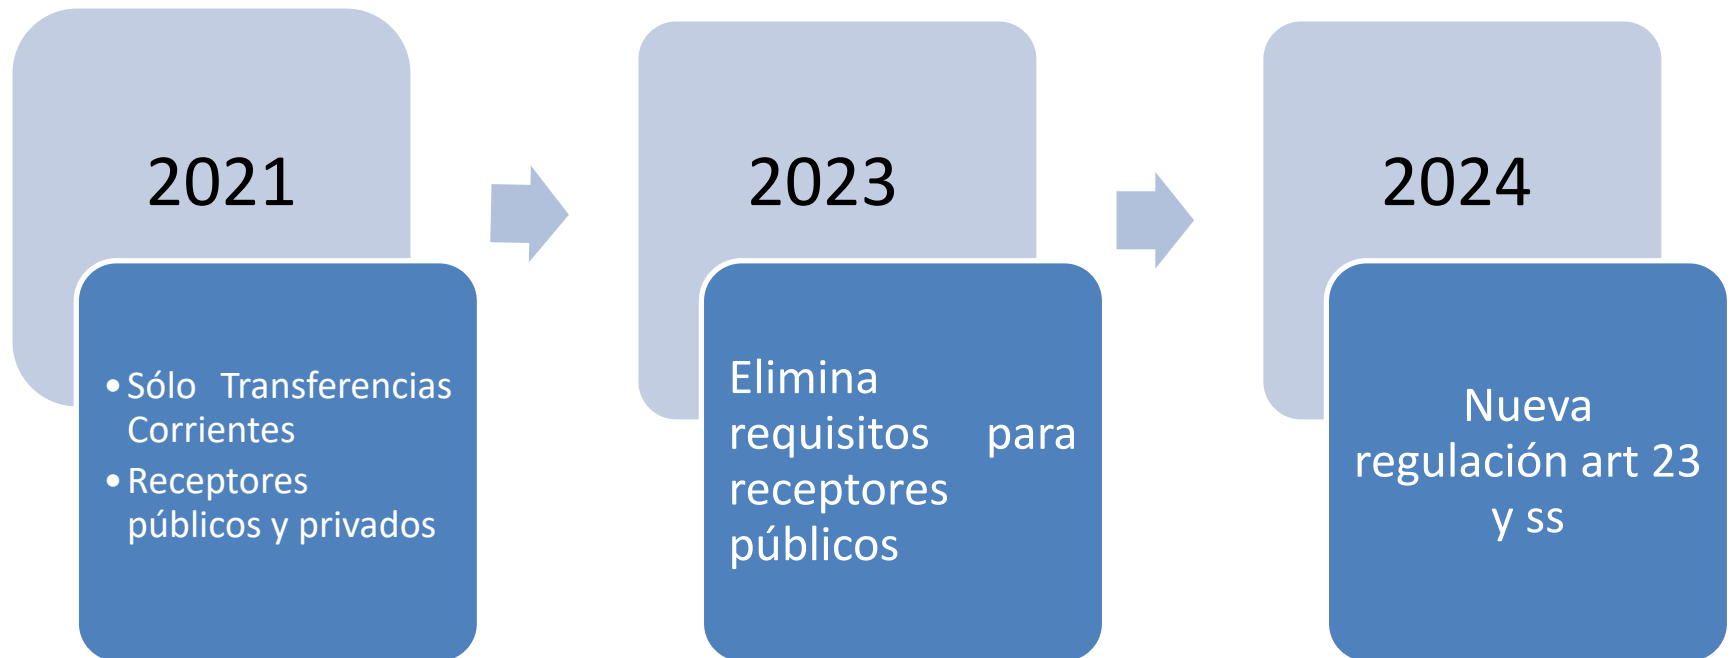 2021
• Sólo Transferencias
Corrientes
• Receptores
públicos y privados
2023
Elimina
requisitos para
receptores
públicos
2024
Nueva
regulación art 23
y ss